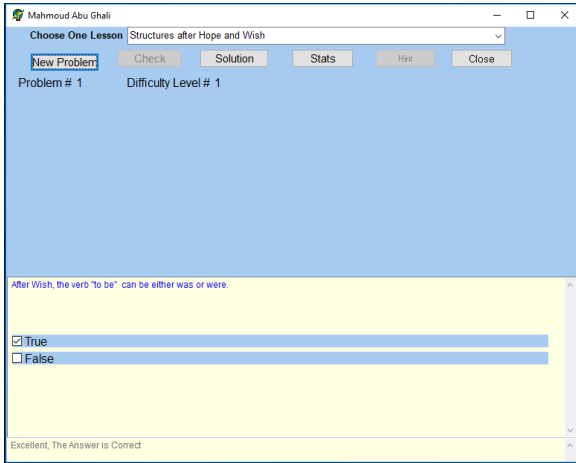 Mahmoud Abu Ghali
Choose One Lesson Structures after Hope and Wish
New Problem Check Solution Stats Hint Close
Problem # 1 Difficulty Level # 1
After Wish, the verb "to be" can be either was or were.
True
False
Excellent, The Answer is Correct